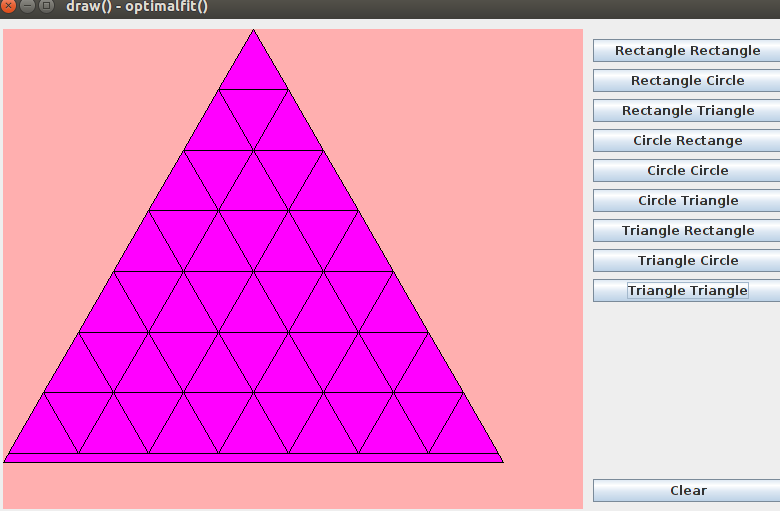 draw() - optimalfit()
Rectangle Rectangle
Rectangle Circle
Rectangle Triangle
Circle Rectange
Circle Circle
Circle Triangle
Triangle Rectangle
Triangle Circle
Triangle Triangle
Clear